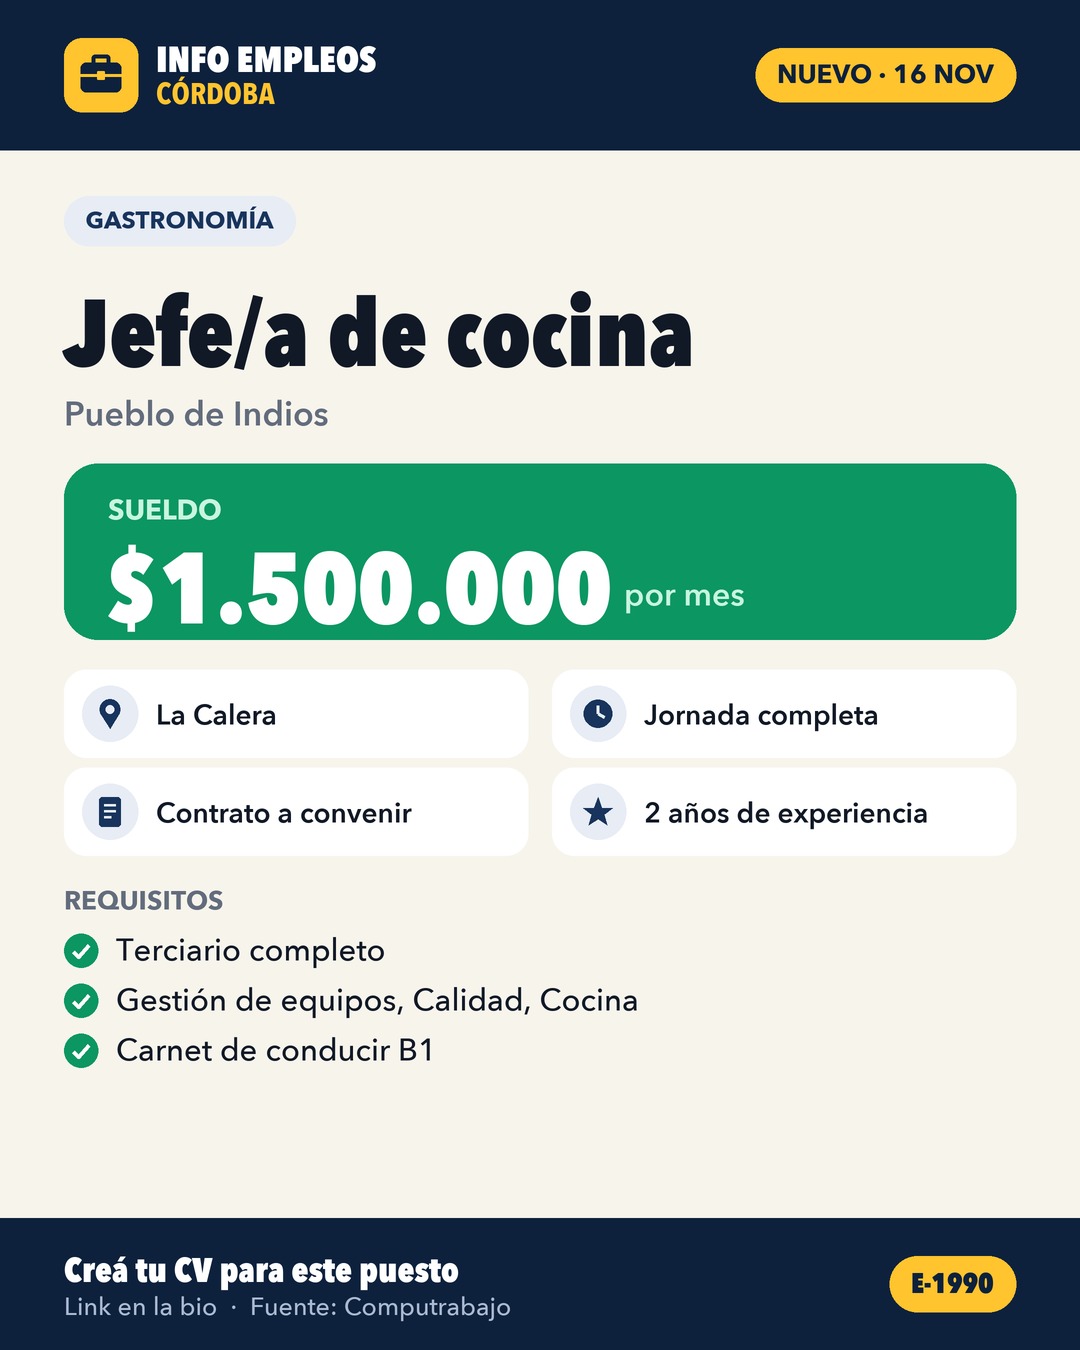 INFO EMPLEOS
CÓRDOBA
NUEVO · 16 NOV
GASTRONOMÍA
Jefe/a de cocina
Pueblo de Indios
SUELDO
$1.500.000 por mes
La Calera
Jornada completa
Contrato a convenir
2 años de experiencia
REQUISITOS
Terciario completo
Gestión de equipos, Calidad, Cocina
Carnet de conducir B1
Creá tu CV para este puesto
Link en la bio · Fuente: Computrabajo
E-1990